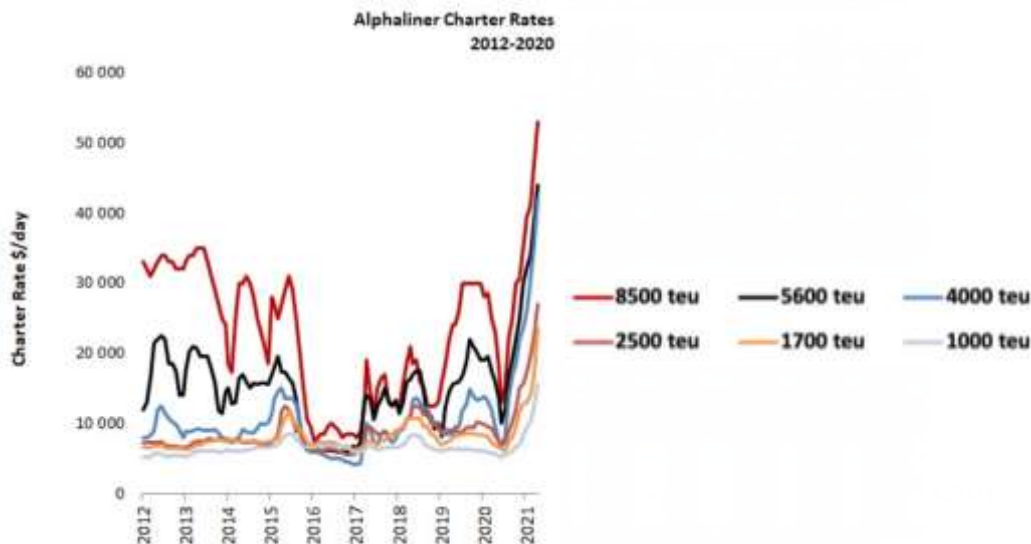 Alphaliner Charter Rates
2012-2020
60 000
50 000
40 000
30 000
20 000
10 000
0
Charter Rate $/day
2012
2013
2014
2015
2016
2017
2018
2019
2020
2021
8500 teu
5600 teu
4000 teu
2500 teu
1700 teu
1000 teu